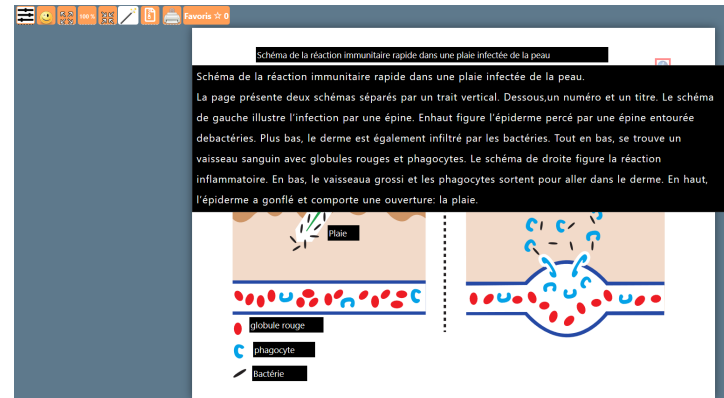 100 %
Favoris ☆ 0
Schéma de la réaction immunitaire rapide dans une plaie infectée de la peau
Schéma de la réaction immunitaire rapide dans une plaie infectée de la peau.
La page présente deux schémas séparés par un trait vertical. Dessous,un numéro et un titre. Le schéma
de gauche illustre l’infection par une épine. Enhaut figure l’épiderme percé par une épine entourée
debactéries. Plus bas, le derme est également infiltré par les bactéries. Tout en bas, se trouve un
vaisseau sanguin avec globules rouges et phagocytes. Le schéma de droite figure la réaction
inflammatoire. En bas, le vaisseaua grossi et les phagocytes sortent pour aller dans le derme. En haut,
l’épiderme a gonflé et comporte une ouverture: la plaie.
Plaie
globule rouge
phagocyte
Bactérie